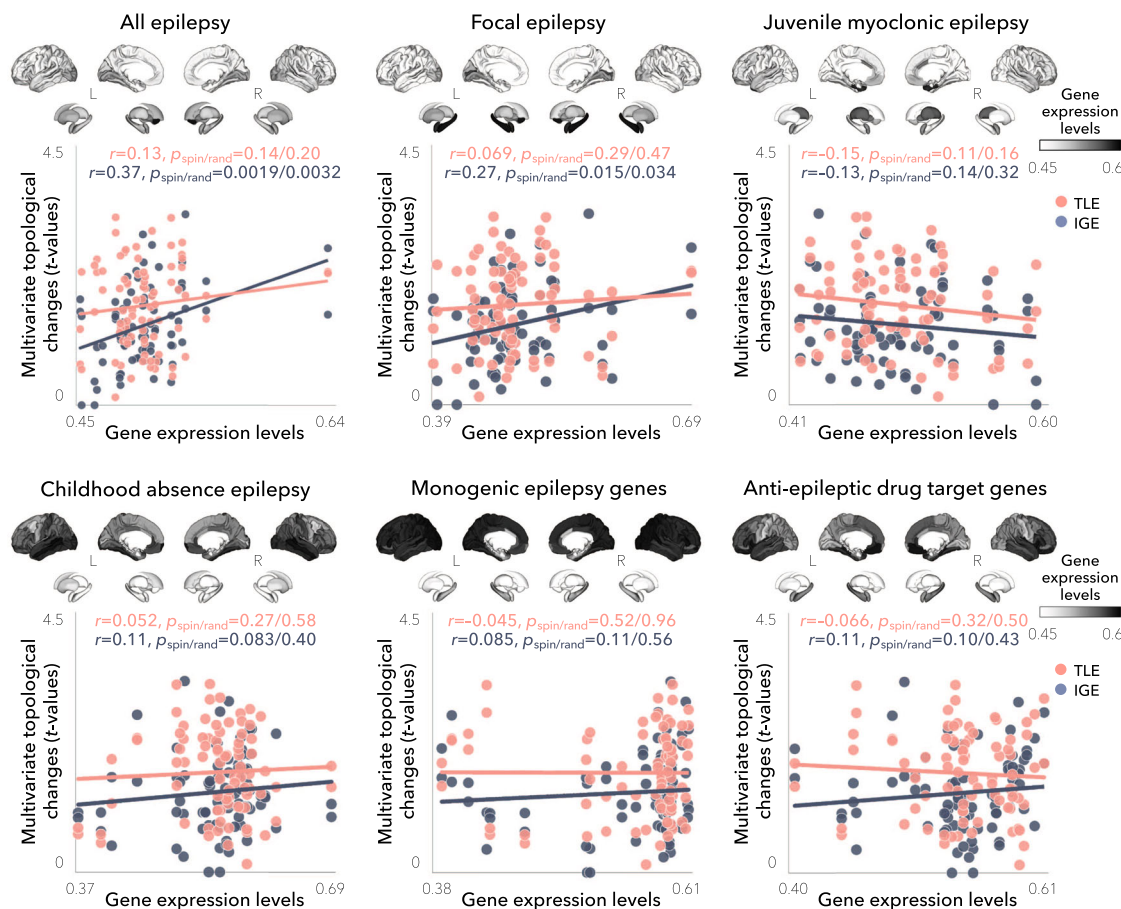 All epilepsy
Focal epilepsy
Juvenile myoclonic epilepsy
L
R
L
R
L
R
Gene
expression
levels
0.45
0.6
TLE
IGE
r=0.13, pspin/rand=0.14/0.20
r=0.37, pspin/rand=0.0019/0.0032
r=0.069, pspin/rand=0.29/0.47
r=0.27, pspin/rand=0.015/0.034
r=-0.15, pspin/rand=0.11/0.16
r=-0.13, pspin/rand=0.14/0.32
Multivariate topological
changes (t-values)
4.5
0
0.45
0.64
Gene expression levels
Multivariate topological
changes (t-values)
4.5
0
0.39
0.69
Gene expression levels
Multivariate topological
changes (t-values)
4.5
0
0.41
0.60
Gene expression levels
Childhood absence epilepsy
Monogenic epilepsy genes
Anti-epileptic drug target genes
L
R
L
R
L
R
Gene
expression
levels
0.45
0.6
TLE
IGE
r=0.052, pspin/rand=0.27/0.58
r=0.11, pspin/rand=0.083/0.40
r=-0.045, pspin/rand=0.52/0.96
r=0.085, pspin/rand=0.11/0.56
r=-0.066, pspin/rand=0.32/0.50
r=0.11, pspin/rand=0.10/0.43
Multivariate topological
changes (t-values)
4.5
0
0.37
0.69
Gene expression levels
Multivariate topological
changes (t-values)
4.5
0
0.38
0.61
Gene expression levels
Multivariate topological
changes (t-values)
4.5
0
0.40
0.61
Gene expression levels